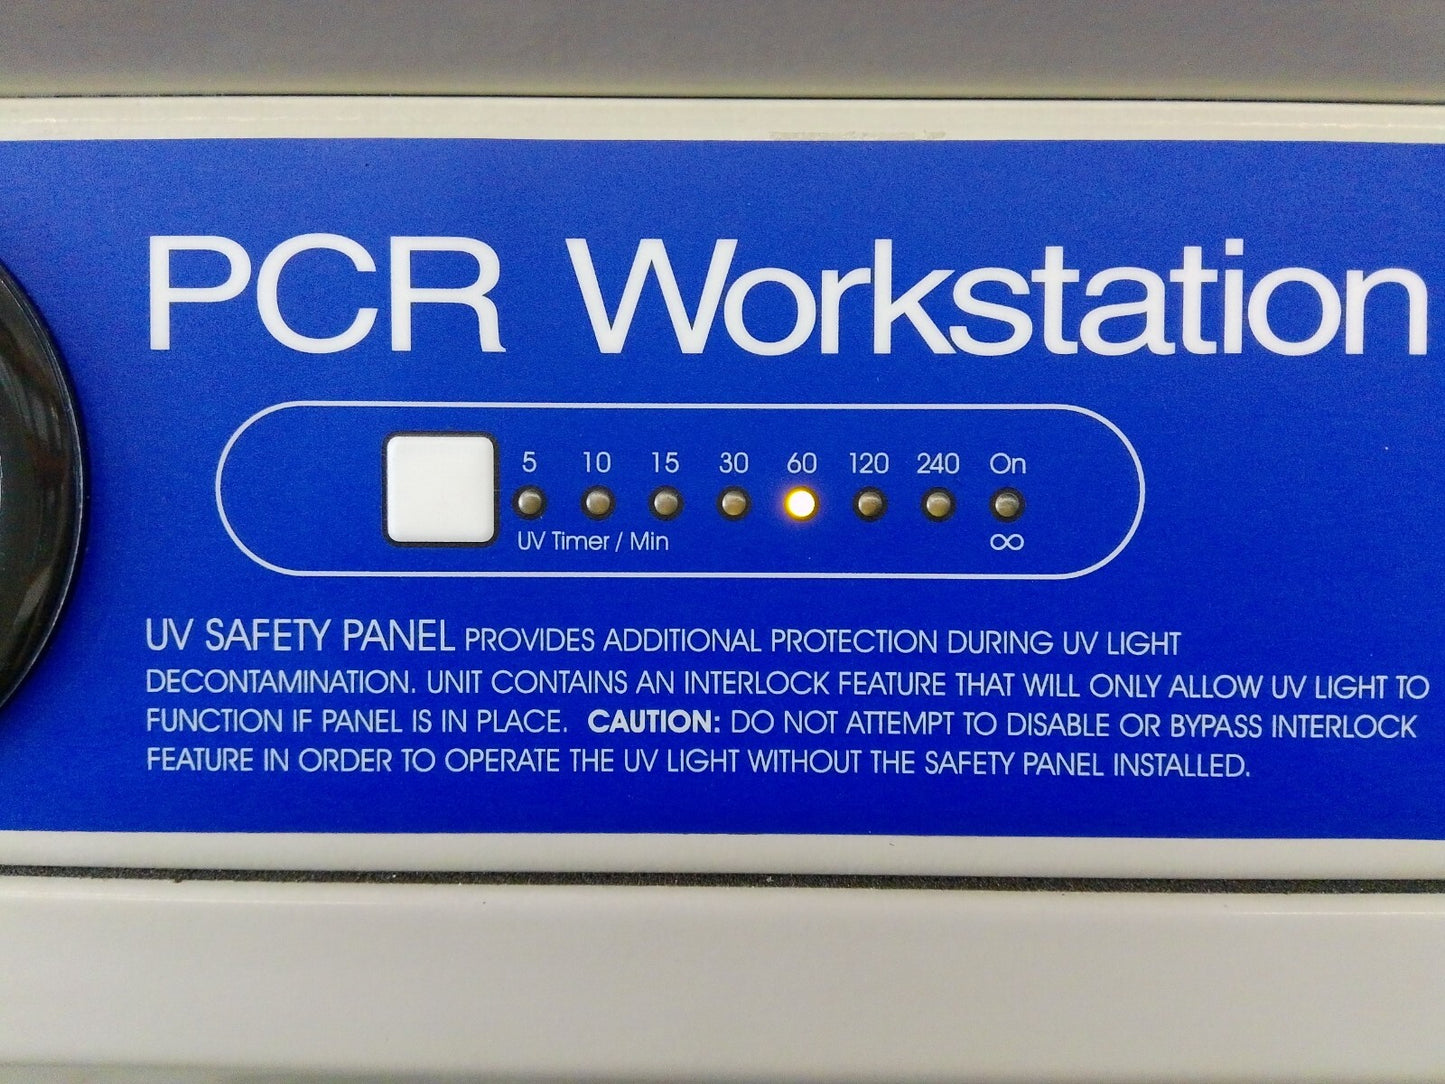 PCR Workstation
5 10 15 30 60 120 240 On
UV Timer / Min ∞
UV SAFETY PANEL PROVIDES ADDITIONAL PROTECTION DURING UV LIGHT
DECONTAMINATION. UNIT CONTAINS AN INTERLOCK FEATURE THAT WILL ONLY ALLOW UV LIGHT TO
FUNCTION IF PANEL IS IN PLACE. CAUTION: DO NOT ATTEMPT TO DISABLE OR BYPASS INTERLOCK
FEATURE IN ORDER TO OPERATE THE UV LIGHT WITHOUT THE SAFETY PANEL INSTALLED.